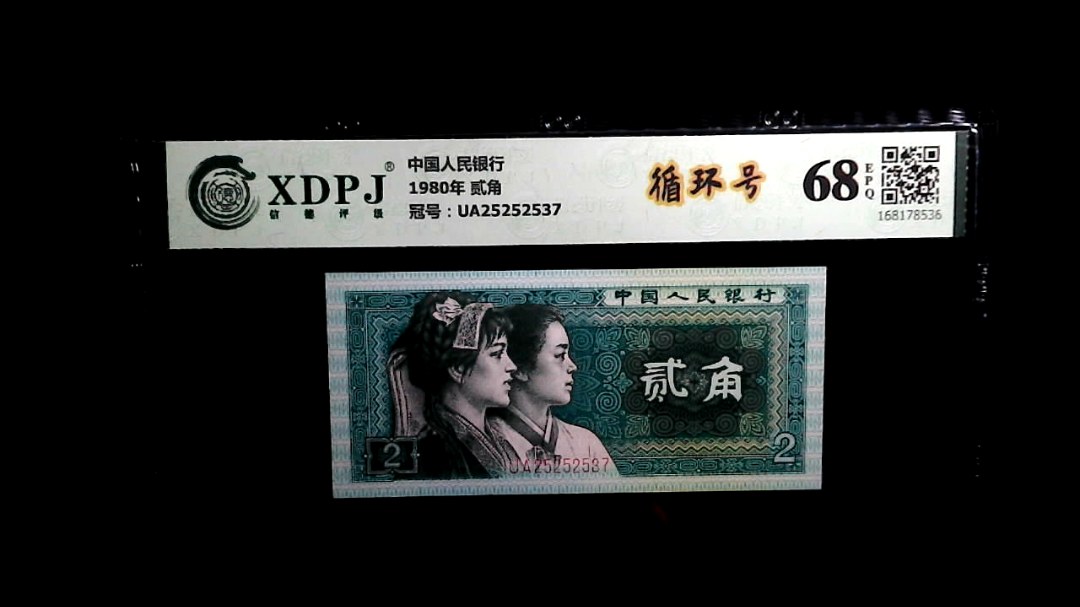 XDPJ®
信德评级
中国人民银行
1980年 贰角
冠号：UA25252537
循环号
68
EPQ
168178536
中国人民银行
贰角
2
2
UA25252537